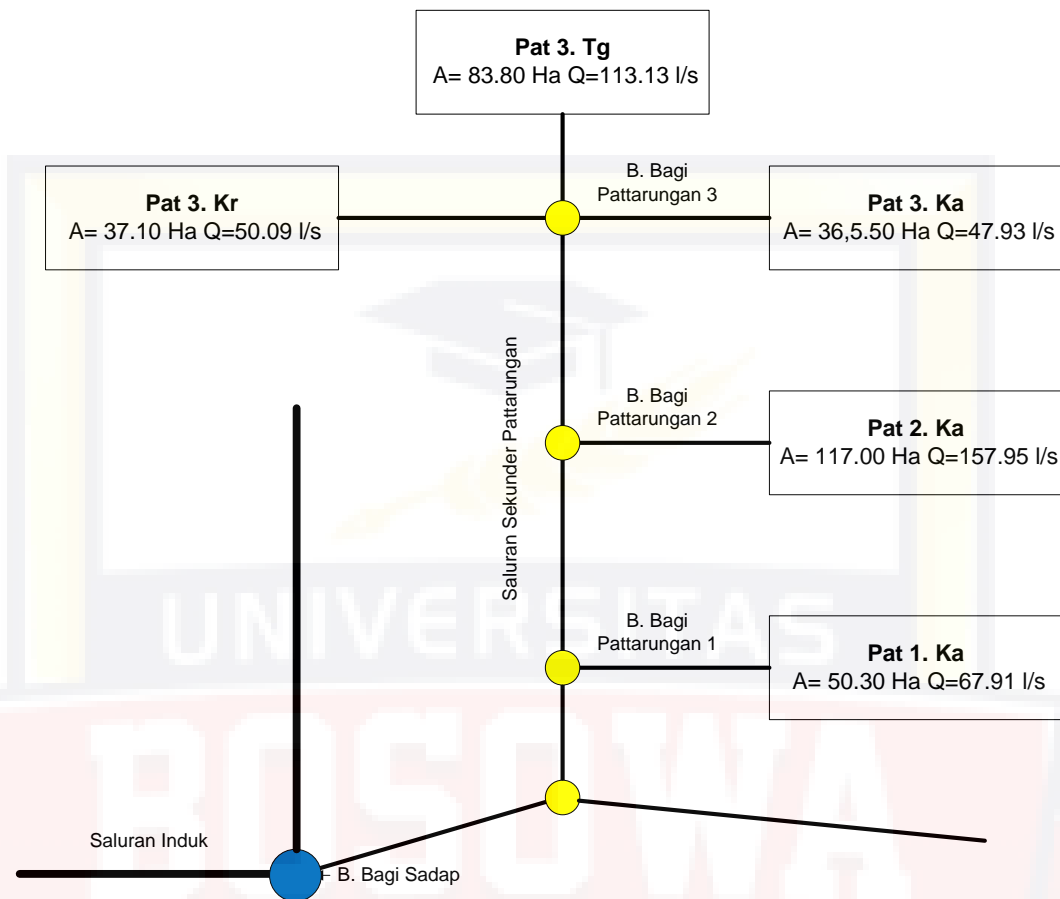 Pat 3. Tg
A= 83.80 Ha Q=113.13 l/s
B. Bagi
Pattarungan 3
Pat 3. Kr
A= 37.10 Ha Q=50.09 l/s
Pat 3. Ka
A= 36,5.50 Ha Q=47.93 l/s
Saluran Sekunder Pattarungan
B. Bagi
Pattarungan 2
Pat 2. Ka
A= 117.00 Ha Q=157.95 l/s
UNIVERSITAS
B. Bagi
Pattarungan 1
Pat 1. Ka
A= 50.30 Ha Q=67.91 l/s
BOSOWA
Saluran Induk
B. Bagi Sadap